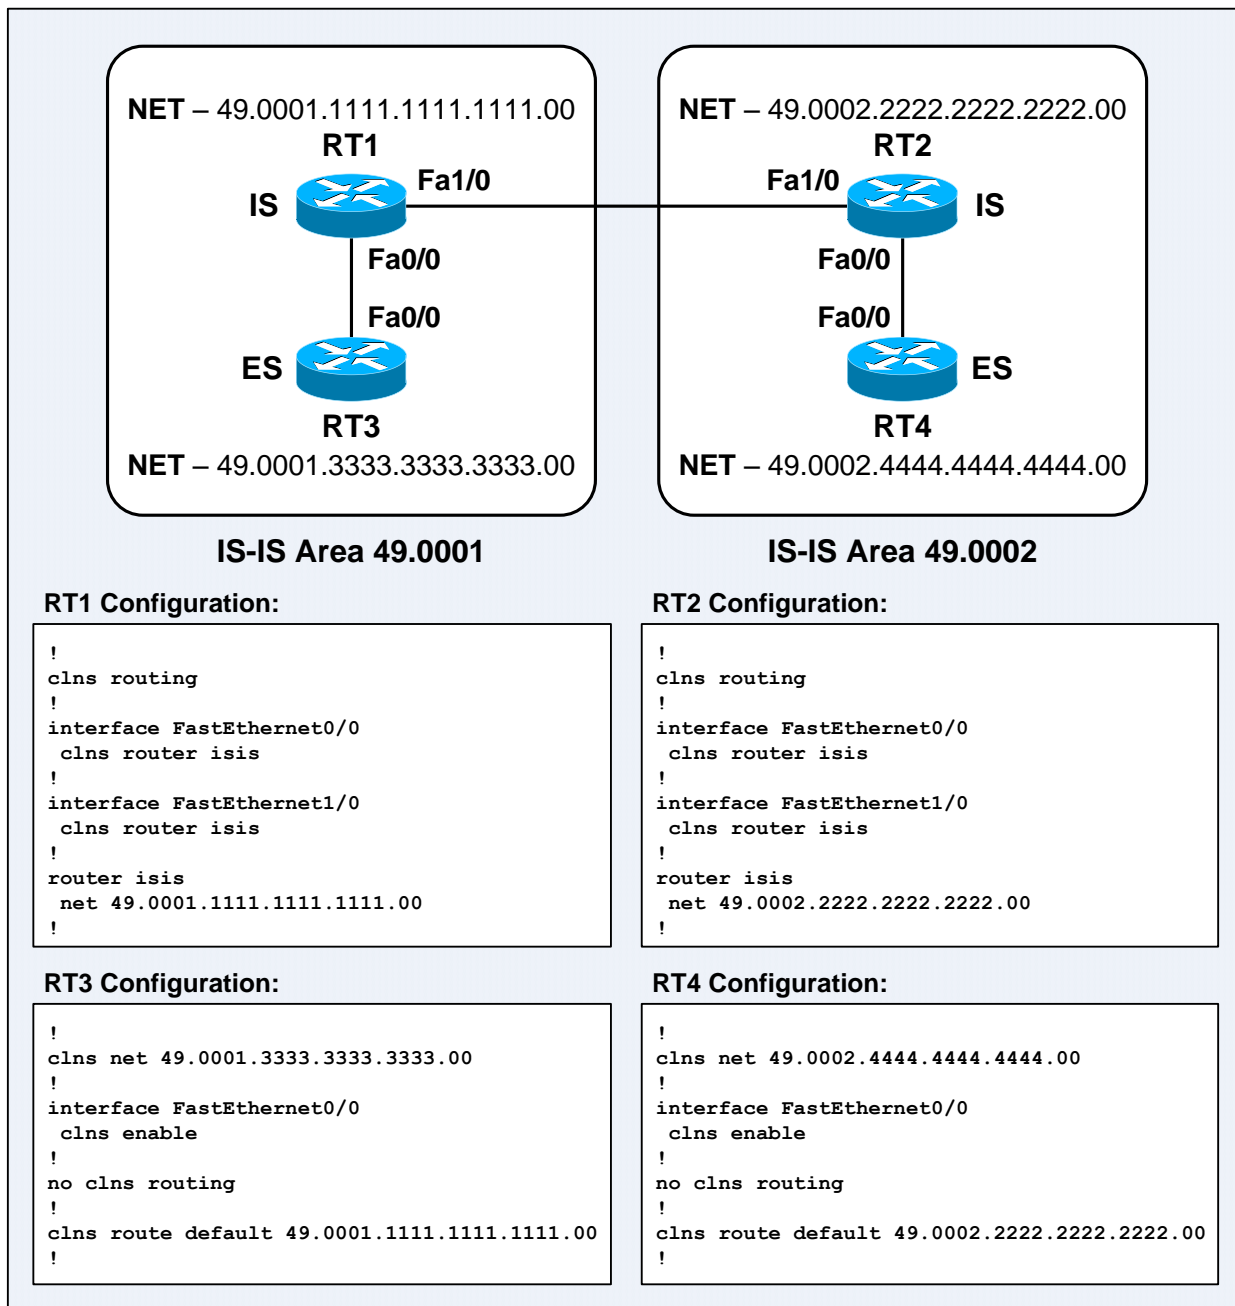 NET – 49.0001.1111.1111.1111.00
RT1
Fa1/0
IS
Fa0/0
Fa0/0
ES
RT3
NET – 49.0001.3333.3333.3333.00
IS-IS Area 49.0001
NET – 49.0002.2222.2222.2222.00
RT2
Fa1/0
IS
Fa0/0
Fa0/0
ES
RT4
NET – 49.0002.4444.4444.4444.00
IS-IS Area 49.0002
RT1 Configuration:
!
clns routing
!
interface FastEthernet0/0
 clns router isis
!
interface FastEthernet1/0
 clns router isis
!
router isis
 net 49.0001.1111.1111.1111.00
!
RT2 Configuration:
!
clns routing
!
interface FastEthernet0/0
 clns router isis
!
interface FastEthernet1/0
 clns router isis
!
router isis
 net 49.0002.2222.2222.2222.00
!
RT3 Configuration:
!
clns net 49.0001.3333.3333.3333.00
!
interface FastEthernet0/0
 clns enable
!
no clns routing
!
clns route default 49.0001.1111.1111.1111.00
!
RT4 Configuration:
!
clns net 49.0002.4444.4444.4444.00
!
interface FastEthernet0/0
 clns enable
!
no clns routing
!
clns route default 49.0002.2222.2222.2222.00
!